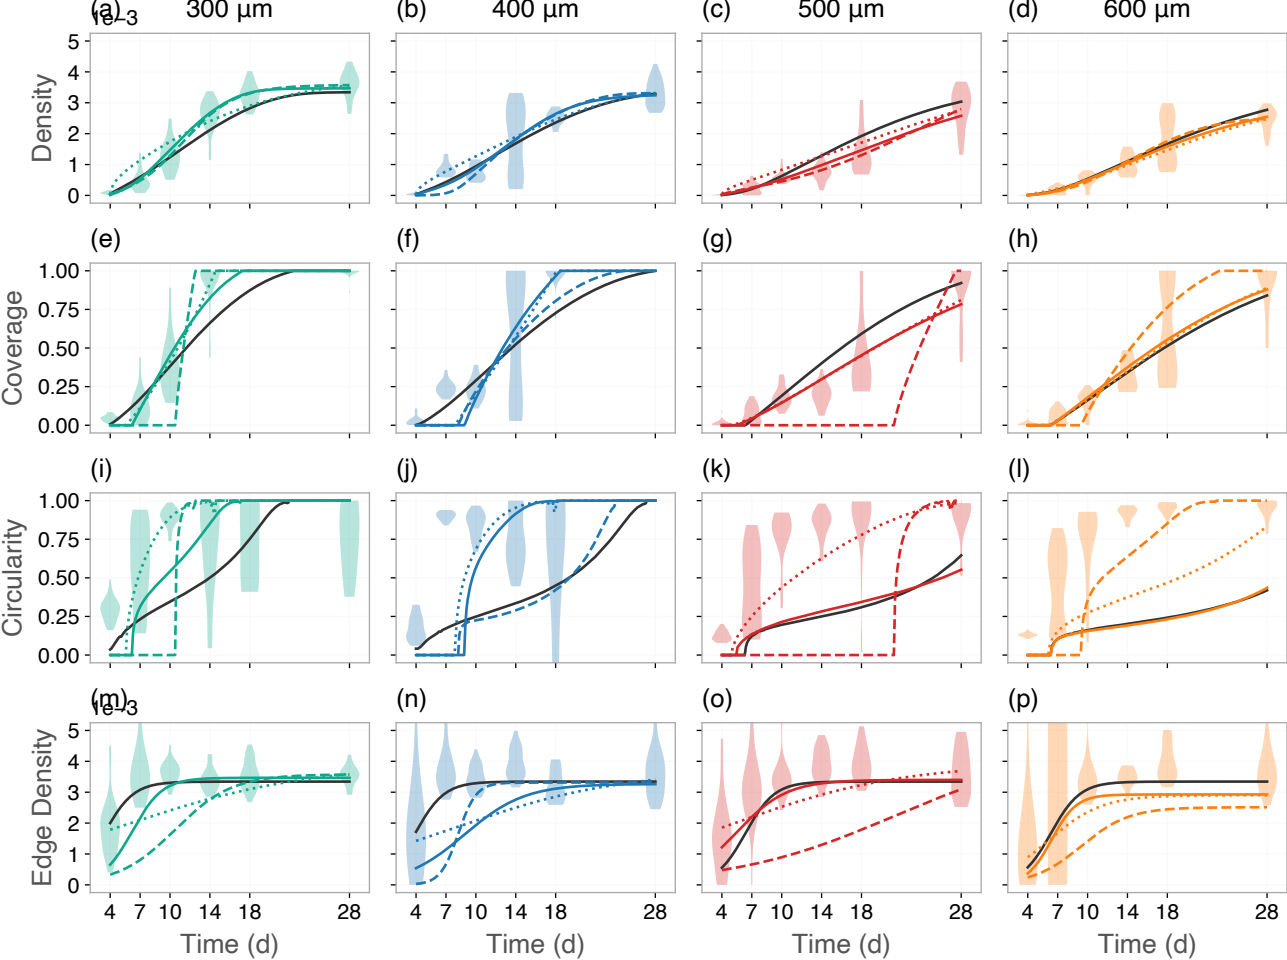 (a) 300 μm
(b) 400 μm
(c) 500 μm
(d) 600 μm
1e−3
Density
5
4
3
2
1
0
(e)
(f)
(g)
(h)
Coverage
1.00
0.75
0.50
0.25
0.00
(i)
(j)
(k)
(l)
Circularity
1.00
0.75
0.50
0.25
0.00
(m)
(n)
(o)
(p)
1e−3
Edge Density
5
4
3
2
1
0
4 7 10 14 18 28
4 7 10 14 18 28
4 7 10 14 18 28
4 7 10 14 18 28
Time (d)
Time (d)
Time (d)
Time (d)